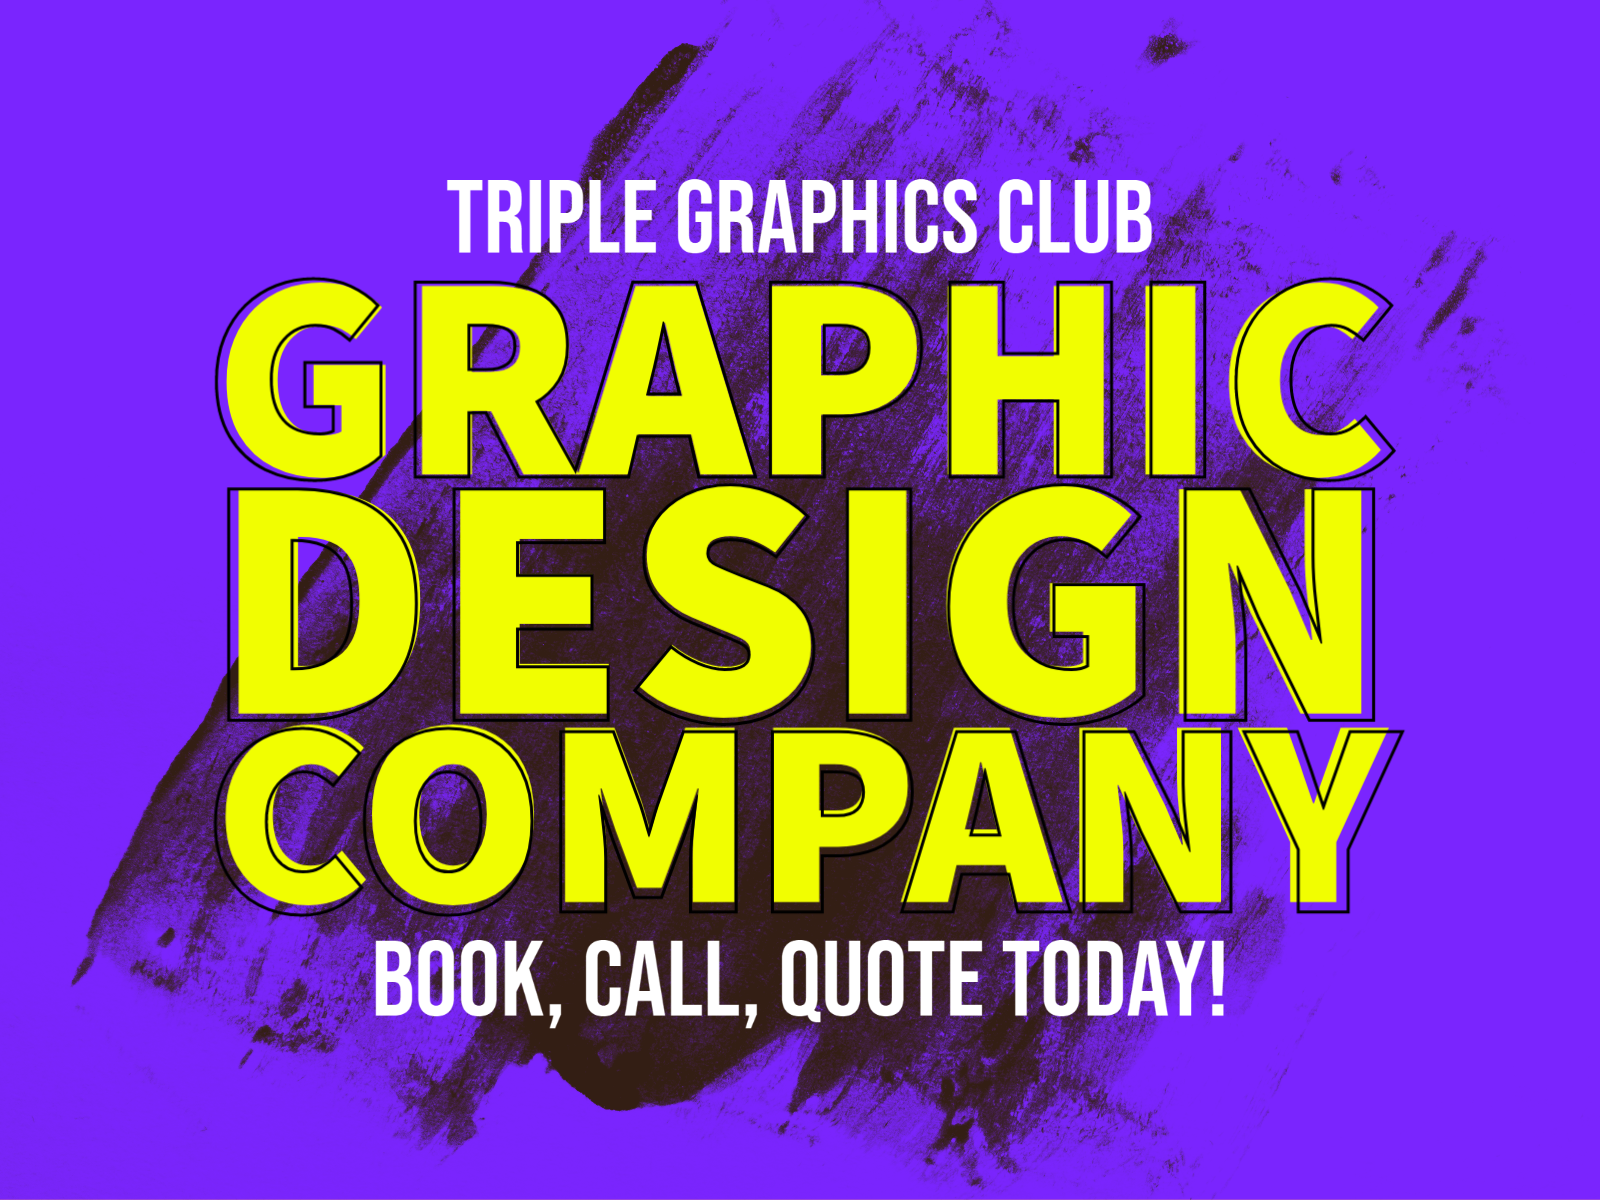 TRIPLE GRAPHICS CLUB
GRAPHIC
DESIGN
COMPANY
BOOK, CALL, QUOTE TODAY!